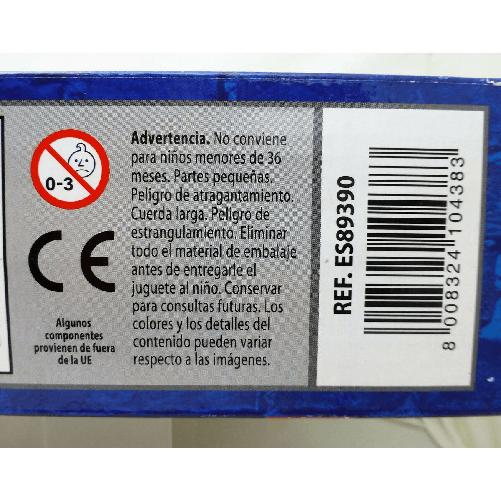 0-3
CE
Algunos
componentes
provienen de fuera
de la UE
Advertencia. No conviene
para niños menores de 36
meses. Partes pequeñas.
Peligro de atragantamiento.
Cuerda larga. Peligro de
estrangulamiento. Eliminar
todo el material de embalaje
antes de entregarle el
juguete al niño. Conservar
para consultas futuras. Los
colores y los detalles del
contenido pueden variar
respecto a las imágenes.
REF. ES89390
8 008324 104383